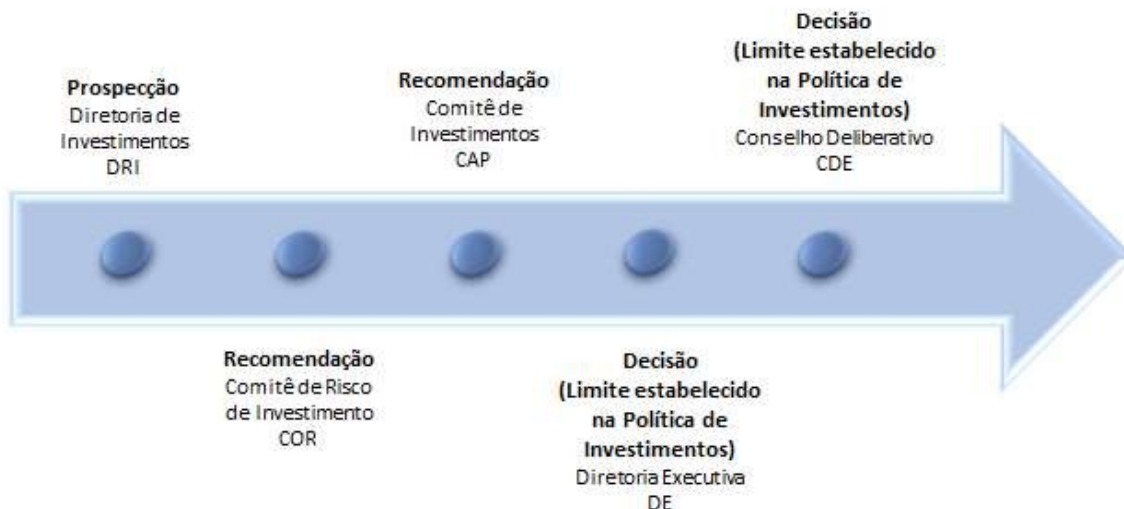 Prospecção
Diretoria de
Investimentos
DRI
Recomendação
Comitê de Risco
de Investimento
COR
Recomendação
Comitê de
Investimentos
CAP
Decisão
(Limite estabelecido
na Política de
Investimentos)
Diretoria Executiva
DE
Decisão
(Limite estabelecido
na Política de
Investimentos)
Conselho Deliberativo
CDE